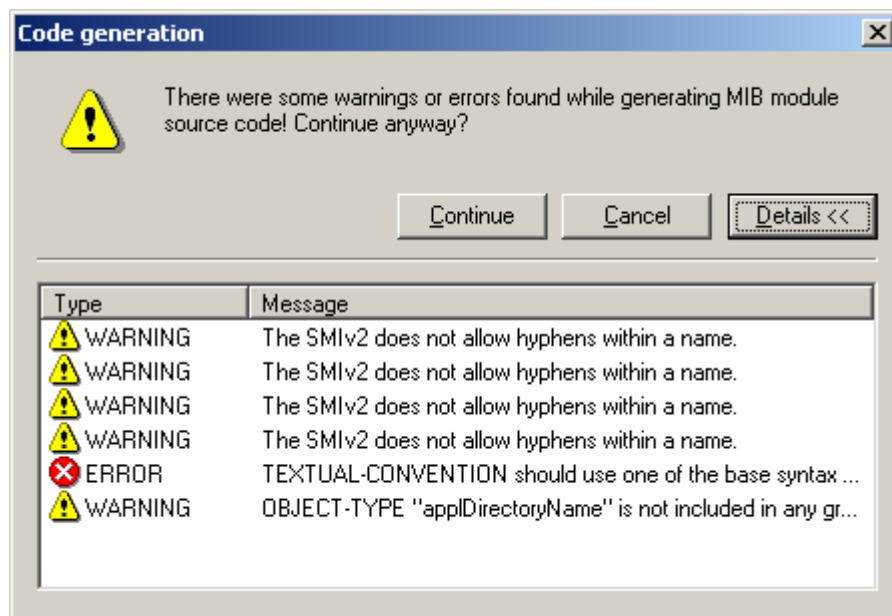 Code generation
There were some warnings or errors found while generating MIB module
source code! Continue anyway?
Continue Cancel Details <<
Type Message
WARNING The SMIv2 does not allow hyphens within a name.
WARNING The SMIv2 does not allow hyphens within a name.
WARNING The SMIv2 does not allow hyphens within a name.
WARNING The SMIv2 does not allow hyphens within a name.
ERROR TEXTUAL-CONVENTION should use one of the base syntax ...
WARNING OBJECT-TYPE "applDirectoryName" is not included in any gr...